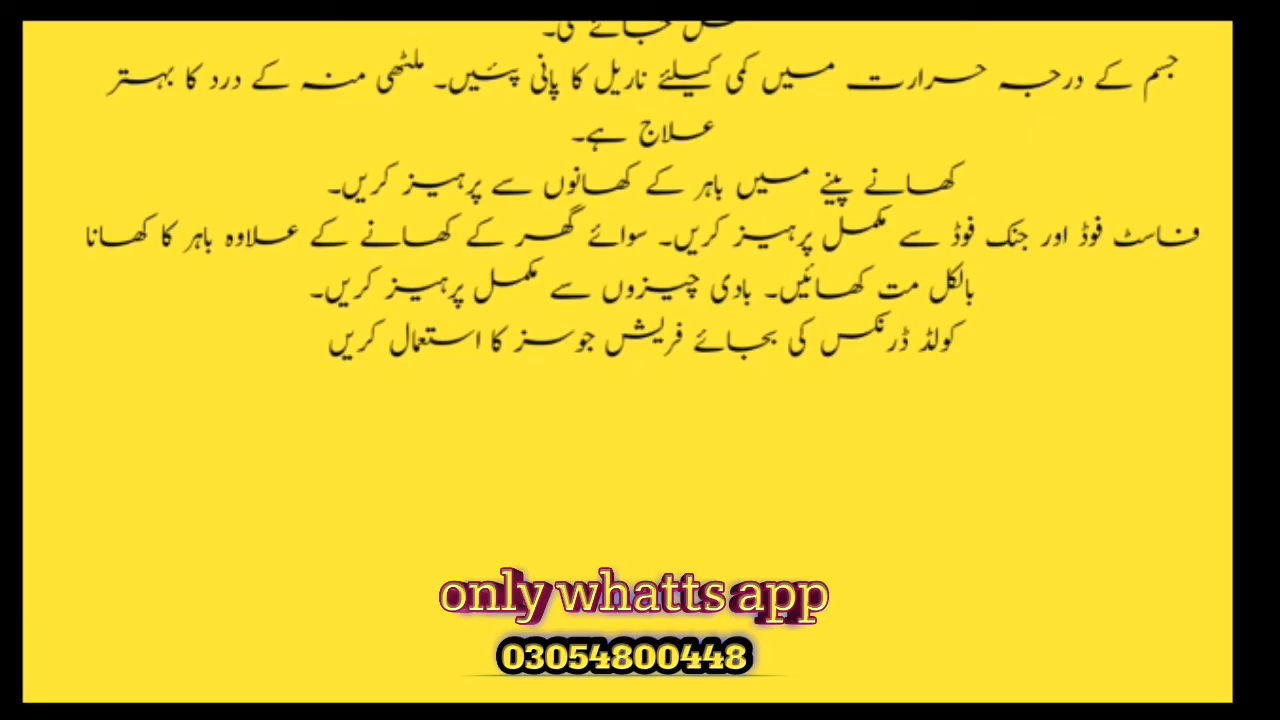 جائے گی۔
جسم کے درجہ حرارت میں کمی کیلئے ناریل کا پانی پئیں۔ ملٹھی منہ کے درد کا بہتر
علاج ہے۔
کھانے پینے میں باہر کے کھانوں سے پرہیز کریں۔
فاسٹ فوڈ اور جنک فوڈ سے مکمل پرہیز کریں۔ سوائے گھر کے کھانے کے علاوہ باہر کا کھانا
بالکل مت کھائیں۔ بادی چیزوں سے مکمل پرہیز کریں۔
کولڈ ڈرنکس کی بجائے فریش جوسز کا استعمال کریں
only whatts app
03054800448